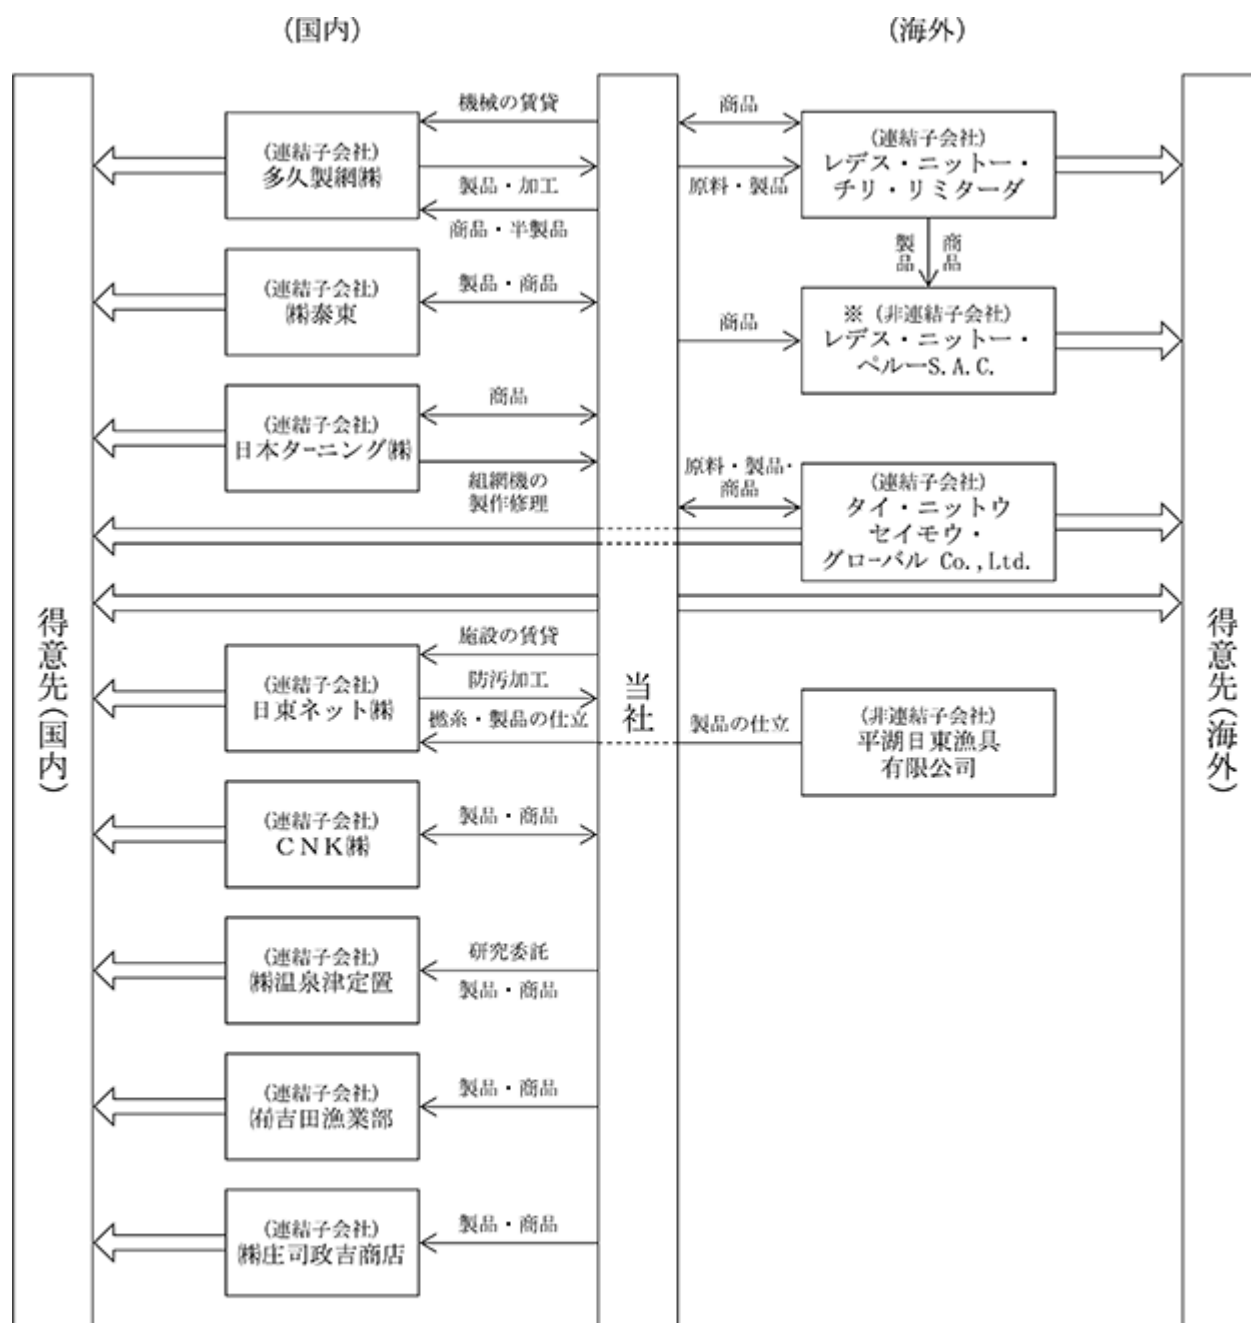 (国内)
(海外)
得意先(国内)
当社
得意先(海外)
機械の賃貸
(連結子会社)
多久製網㈱
製品・加工
商品・半製品
(連結子会社)
㈱泰東
製品・商品
(連結子会社)
日本ターニング㈱
商品
組網機の
製作修理
施設の賃貸
(連結子会社)
日東ネット㈱
防汚加工
撚糸・製品の仕立
(連結子会社)
CNK㈱
製品・商品
(連結子会社)
㈱温泉津定置
研究委託
製品・商品
(連結子会社)
㈲吉田漁業部
製品・商品
(連結子会社)
㈱庄司政吉商店
製品・商品
商品
原料・製品
(連結子会社)
レデス・ニットー・
チリ・リミターダ
製品
商品
商品
※(非連結子会社)
レデス・ニットー・
ペルーS.A.C.
原料・製品・
商品
(連結子会社)
タイ・ニットウ
セイモウ・
グローバル Co.,Ltd.
製品の仕立
(非連結子会社)
平湖日東漁具
有限公司